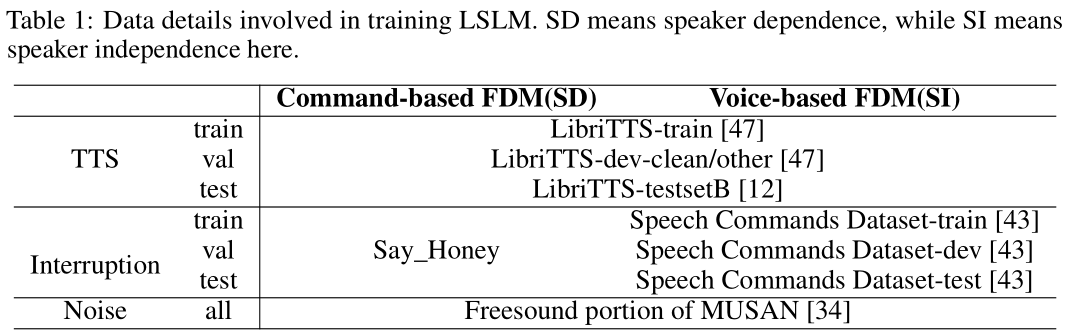 Table 1: Data details involved in training LSLM. SD means speaker dependence, while SI means
speaker independence here.
Command-based FDM(SD) Voice-based FDM(SI)
train LibriTTS-train [47]
TTS val LibriTTS-dev-clean/other [47]
test LibriTTS-testsetB [12]
train Speech Commands Dataset-train [43]
Interruption val Say_Honey Speech Commands Dataset-dev [43]
test Speech Commands Dataset-test [43]
Noise all Freesound portion of MUSAN [34]